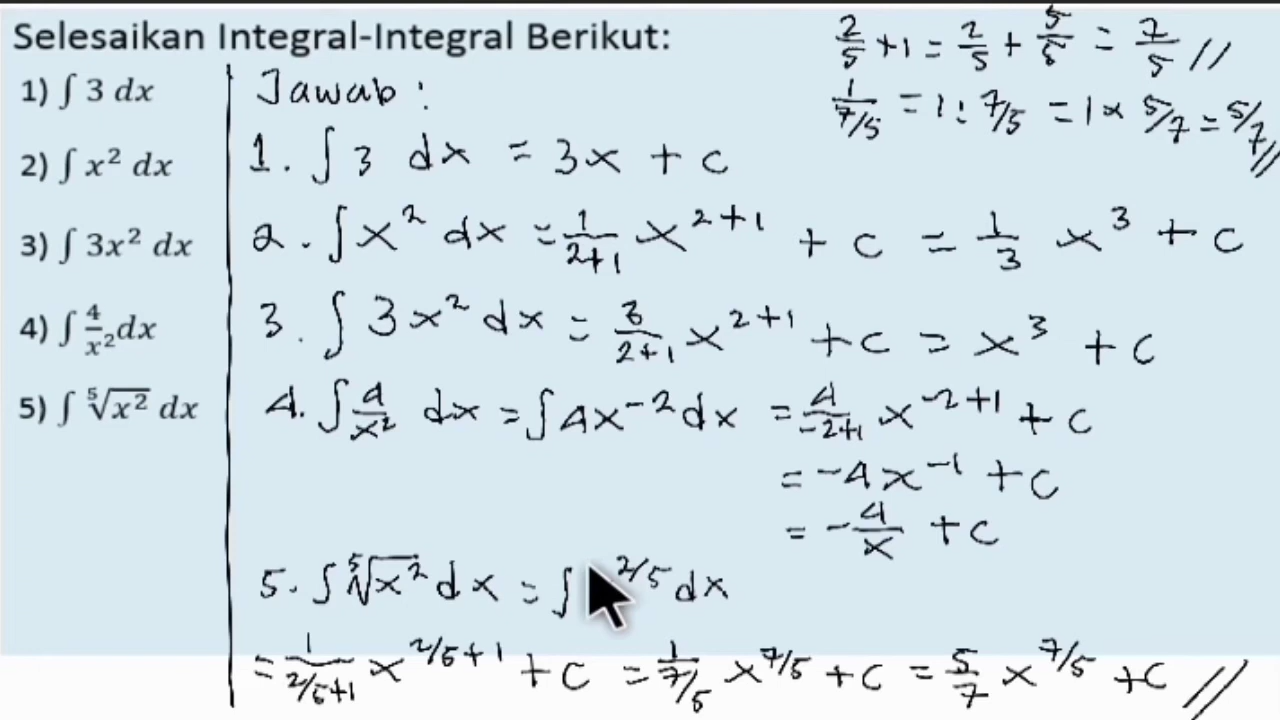 Selesaikan Integral-Integral Berikut:
1) ∫ 3 dx
2) ∫ x² dx
3) ∫ 3x² dx
4) ∫ 4/x² dx
5) ∫ ⁵√x² dx
Jawab :
1. ∫ 3 dx = 3x + c
2. ∫ x² dx = 1/(2+1) x^(2+1) + c = 1/3 x³ + c
3. ∫ 3x² dx = 3/(2+1) x^(2+1) + c = x³ + c
4. ∫ 4/x² dx = ∫ 4x^(-2) dx = 4/(-2+1) x^(-2+1) + c
= -4x^(-1) + c
= -4/x + c
5. ∫ ⁵√x² dx = ∫ ^(2/5) dx
= 1/(2/5+1) x^(2/5+1) + c = 1/(7/5) x^(7/5) + c = 5/7 x^(7/5) + c //
2/5 + 1 = 2/5 + 5/5 = 7/5 //
1/(7/5) = 1 : 7/5 = 1 × 5/7 = 5/7 //